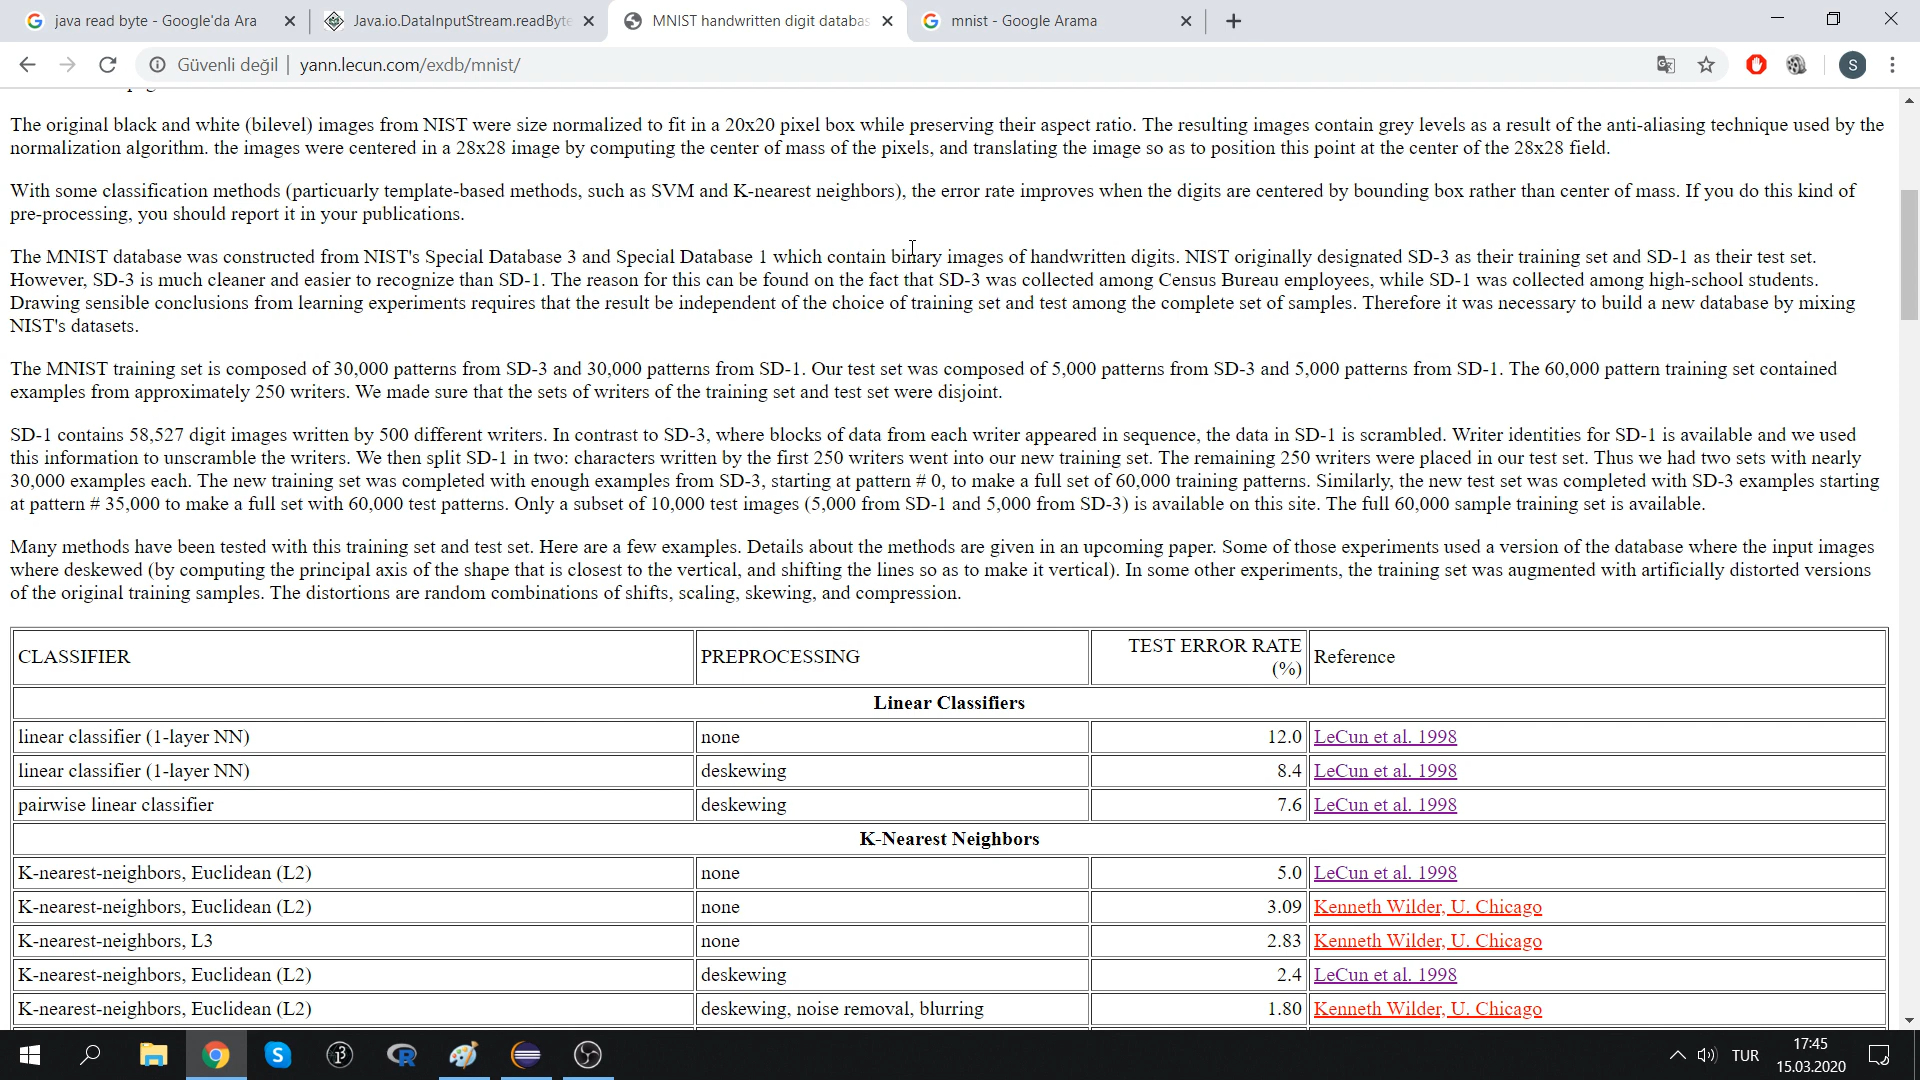 java read byte - Google'da Ara
Java.io.DataInputStream.readByte
MNIST handwritten digit databas
mnist - Google Arama
Güvenli değil | yann.lecun.com/exdb/mnist/
S
The original black and white (bilevel) images from NIST were size normalized to fit in a 20x20 pixel box while preserving their aspect ratio. The resulting images contain grey levels as a result of the anti-aliasing technique used by the
normalization algorithm. the images were centered in a 28x28 image by computing the center of mass of the pixels, and translating the image so as to position this point at the center of the 28x28 field.
With some classification methods (particuarly template-based methods, such as SVM and K-nearest neighbors), the error rate improves when the digits are centered by bounding box rather than center of mass. If you do this kind of
pre-processing, you should report it in your publications.
The MNIST database was constructed from NIST's Special Database 3 and Special Database 1 which contain binary images of handwritten digits. NIST originally designated SD-3 as their training set and SD-1 as their test set.
However, SD-3 is much cleaner and easier to recognize than SD-1. The reason for this can be found on the fact that SD-3 was collected among Census Bureau employees, while SD-1 was collected among high-school students.
Drawing sensible conclusions from learning experiments requires that the result be independent of the choice of training set and test among the complete set of samples. Therefore it was necessary to build a new database by mixing
NIST's datasets.
The MNIST training set is composed of 30,000 patterns from SD-3 and 30,000 patterns from SD-1. Our test set was composed of 5,000 patterns from SD-3 and 5,000 patterns from SD-1. The 60,000 pattern training set contained
examples from approximately 250 writers. We made sure that the sets of writers of the training set and test set were disjoint.
SD-1 contains 58,527 digit images written by 500 different writers. In contrast to SD-3, where blocks of data from each writer appeared in sequence, the data in SD-1 is scrambled. Writer identities for SD-1 is available and we used
this information to unscramble the writers. We then split SD-1 in two: characters written by the first 250 writers went into our new training set. The remaining 250 writers were placed in our test set. Thus we had two sets with nearly
30,000 examples each. The new training set was completed with enough examples from SD-3, starting at pattern # 0, to make a full set of 60,000 training patterns. Similarly, the new test set was completed with SD-3 examples starting
at pattern # 35,000 to make a full set with 60,000 test patterns. Only a subset of 10,000 test images (5,000 from SD-1 and 5,000 from SD-3) is available on this site. The full 60,000 sample training set is available.
Many methods have been tested with this training set and test set. Here are a few examples. Details about the methods are given in an upcoming paper. Some of those experiments used a version of the database where the input images
where deskewed (by computing the principal axis of the shape that is closest to the vertical, and shifting the lines so as to make it vertical). In some other experiments, the training set was augmented with artificially distorted versions
of the original training samples. The distortions are random combinations of shifts, scaling, skewing, and compression.
CLASSIFIER PREPROCESSING TEST ERROR RATE (%) Reference
Linear Classifiers
linear classifier (1-layer NN) none 12.0 LeCun et al. 1998
linear classifier (1-layer NN) deskewing 8.4 LeCun et al. 1998
pairwise linear classifier deskewing 7.6 LeCun et al. 1998
K-Nearest Neighbors
K-nearest-neighbors, Euclidean (L2) none 5.0 LeCun et al. 1998
K-nearest-neighbors, Euclidean (L2) none 3.09 Kenneth Wilder, U. Chicago
K-nearest-neighbors, L3 none 2.83 Kenneth Wilder, U. Chicago
K-nearest-neighbors, Euclidean (L2) deskewing 2.4 LeCun et al. 1998
K-nearest-neighbors, Euclidean (L2) deskewing, noise removal, blurring 1.80 Kenneth Wilder, U. Chicago
TUR
17:45
15.03.2020